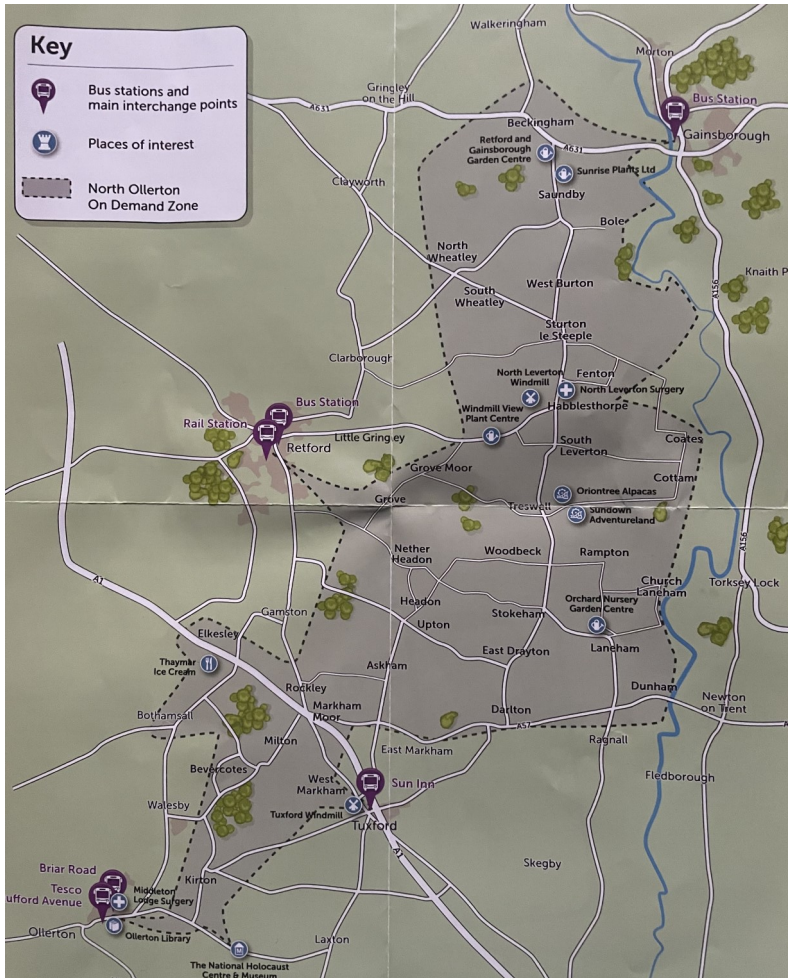 Key
Bus stations and
main interchange points
Places of interest
North Ollerton
On Demand Zone
Walkeringham
Morton
Gringley
on the Hill
A631
Bus Station
Beckingham
Gainsborough
Retford and
Gainsborough
Garden Centre
A631
Sunrise Plants Ltd
Clayworth
Saundby
Bole
North
Wheatley
Knaith P
South
Wheatley
West Burton
A156
Sturton
le Steeple
Clarborough
North Leverton
Windmill
Fenton
North Leverton Surgery
Bus Station
Windmill View
Plant Centre
Habblesthorpe
Rail Station
Retford
Little Gringley
South
Leverton
Coates
Grove Moor
Cottam
Grove
Oriontree Alpacas
Treswell
Sundown
Adventureland
A156
Nether
Headon
Woodbeck
Rampton
A1
Church
Laneham
Torksey Lock
Headon
Orchard Nursery
Garden Centre
Gamston
Upton
Stokeham
Elkesley
East Drayton
Laneham
Thaymar
Ice Cream
Askham
Rockley
Dunham
Newton
on Trent
Bothamsall
Markham
Moor
Darlton
A57
Milton
East Markham
Ragnall
Bevercotes
West
Markham
Sun Inn
Fledborough
Walesby
Tuxford Windmill
Tuxford
A1
Skegby
Briar Road
Tesco
ufford Avenue
Middleton
Lodge Surgery
Kirton
Ollerton
Ollerton Library
Laxton
The National Holocaust
Centre & Museum